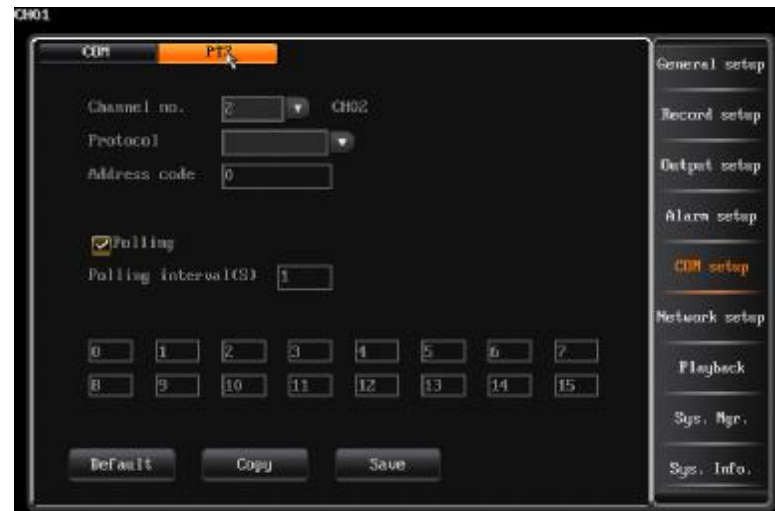 CH01
COM PTZ
Channel no. 2 CH02
Protocol
Address code 0
Polling
Polling interval(S) 1
0 1 2 3 4 5 6 7
8 9 10 11 12 13 14 15
Default Copy Save
General setup
Record setup
Output setup
Alarm setup
COM setup
Network setup
Playback
Sys. Mgr.
Sys. Info.